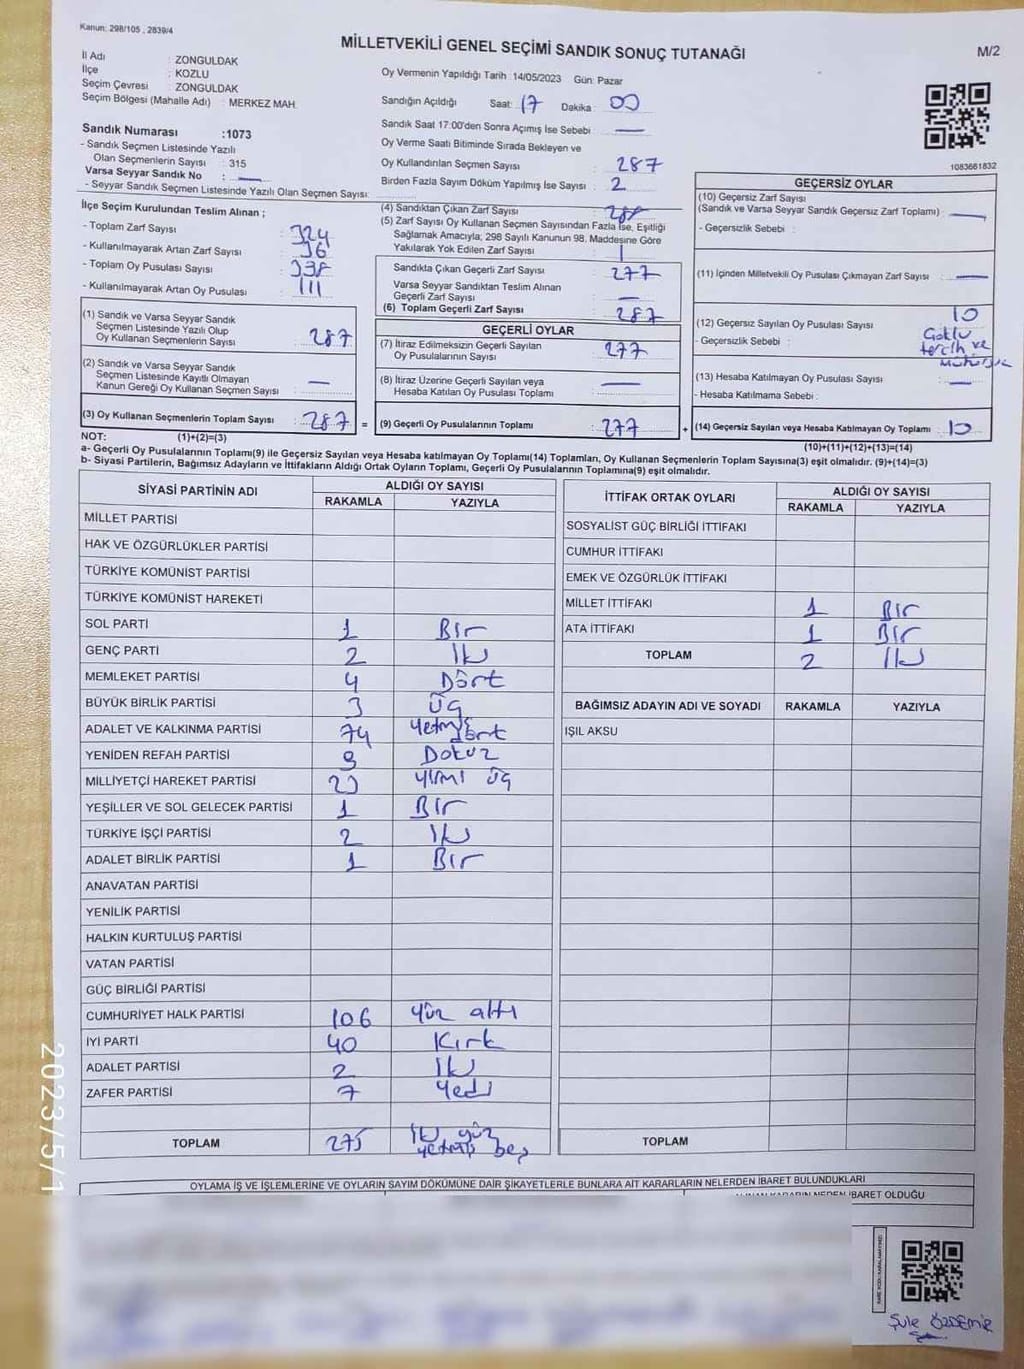 Kanun: 298/105 , 2839/4
MİLLETVEKİLİ GENEL SEÇİMİ SANDIK SONUÇ TUTANAĞI
M/2
İl Adı : ZONGULDAK
İlçe : KOZLU
Seçim Çevresi : ZONGULDAK
Seçim Bölgesi (Mahalle Adı) : MERKEZ MAH.
Sandık Numarası :1073
- Sandık Seçmen Listesinde Yazılı
Olan Seçmenlerin Sayısı : 315
Varsa Seyyar Sandık No : —
- Seyyar Sandık Seçmen Listesinde Yazılı Olan Seçmen Sayısı:
Oy Vermenin Yapıldığı Tarih :14/05/2023 Gün: Pazar
Sandığın Açıldığı Saat: 17 Dakika : 00
Sandık Saat 17:00'den Sonra Açımış İse Sebebi : —
Oy Verme Saati Bitiminde Sırada Bekleyen ve
Oy Kullandırılan Seçmen Sayısı : 287
Birden Fazla Sayım Döküm Yapılmış İse Sayısı : 2
1083661832
İlçe Seçim Kurulundan Teslim Alınan ;
- Toplam Zarf Sayısı : 324
- Kullanılmayarak Artan Zarf Sayısı : 36
- Toplam Oy Pusulası Sayısı : 338
- Kullanılmayarak Artan Oy Pusulası : 111
(1) Sandık ve Varsa Seyyar Sandık
Seçmen Listesinde Yazılı Olup
Oy Kullanan Seçmenlerin Sayısı : 287
(2) Sandık ve Varsa Seyyar Sandık
Seçmen Listesinde Kayıtlı Olmayan
Kanun Gereği Oy Kullanan Seçmen Sayısı : —
(3) Oy Kullanan Seçmenlerin Toplam Sayısı : 287 =
(4) Sandıktan Çıkan Zarf Sayısı : 288
(5) Zarf Sayısı Oy Kullanan Seçmen Sayısından Fazla İse, Eşitliği
Sağlamak Amacıyla; 298 Sayılı Kanunun 98. Maddesine Göre
Yakılarak Yok Edilen Zarf Sayısı : 1
Sandıkta Çıkan Geçerli Zarf Sayısı : 277
Varsa Seyyar Sandıktan Teslim Alınan
Geçerli Zarf Sayısı : —
(6) Toplam Geçerli Zarf Sayısı : 287
GEÇERLİ OYLAR
(7) İtiraz Edilmeksizin Geçerli Sayılan
Oy Pusulalarının Sayısı : 277
(8) İtiraz Üzerine Geçerli Sayılan veya
Hesaba Katılan Oy Pusulası Toplamı : —
(9) Geçerli Oy Pusulalarının Toplamı : 277 +
GEÇERSİZ OYLAR
(10) Geçersiz Zarf Sayısı
(Sandık ve Varsa Seyyar Sandık Geçersiz Zarf Toplamı) : —
- Geçersizlik Sebebi :
(11) İçinden Milletvekili Oy Pusulası Çıkmayan Zarf Sayısı : —
(12) Geçersiz Sayılan Oy Pusulası Sayısı : 10
- Geçersizlik Sebebi : Çoklu
tercih ve
(13) Hesaba Katılmayan Oy Pusulası Sayısı : —
- Hesaba Katılmama Sebebi :
(14) Geçersiz Sayılan veya Hesaba Katılmayan Oy Toplamı : 10
NOT: (1)+(2)=(3)
(10)+(11)+(12)+(13)=(14)
a- Geçerli Oy Pusulalarının Toplamı(9) ile Geçersiz Sayılan veya Hesaba katılmayan Oy Toplamı(14) Toplamları, Oy Kullanan Seçmenlerin Toplam Sayısına(3) eşit olmalıdır. (9)+(14)=(3)
b- Siyasi Partilerin, Bağımsız Adayların ve İttifakların Aldığı Ortak Oyların Toplamı, Geçerli Oy Pusulalarının Toplamına(9) eşit olmalıdır.
SİYASİ PARTİNİN ADI ALDIĞI OY SAYISI
RAKAMLA YAZIYLA
MİLLET PARTİSİ
HAK VE ÖZGÜRLÜKLER PARTİSİ
TÜRKİYE KOMÜNİST PARTİSİ
TÜRKİYE KOMÜNİST HAREKETİ
SOL PARTİ 1 Bir
GENÇ PARTİ 2 İki
MEMLEKET PARTİSİ 4 Dört
BÜYÜK BİRLİK PARTİSİ 3 Üç
ADALET VE KALKINMA PARTİSİ 74 Yetmiş dört
YENİDEN REFAH PARTİSİ 9 Dokuz
MİLLİYETÇİ HAREKET PARTİSİ 23 Yirmi üç
YEŞİLLER VE SOL GELECEK PARTİSİ 1 Bir
TÜRKİYE İŞÇİ PARTİSİ 2 İki
ADALET BİRLİK PARTİSİ 1 Bir
ANAVATAN PARTİSİ
YENİLİK PARTİSİ
HALKIN KURTULUŞ PARTİSİ
VATAN PARTİSİ
GÜÇ BİRLİĞİ PARTİSİ
CUMHURİYET HALK PARTİSİ 106 Yüz altı
İYİ PARTİ 40 Kırk
ADALET PARTİSİ 2 İki
ZAFER PARTİSİ 7 Yedi
TOPLAM 275 İki yüz
yetmiş beş
İTTİFAK ORTAK OYLARI ALDIĞI OY SAYISI
RAKAMLA YAZIYLA
SOSYALİST GÜÇ BİRLİĞİ İTTİFAKI
CUMHUR İTTİFAKI
EMEK VE ÖZGÜRLÜK İTTİFAKI
MİLLET İTTİFAKI 1 Bir
ATA İTTİFAKI 1 Bir
TOPLAM 2 İki
BAĞIMSIZ ADAYIN ADI VE SOYADI RAKAMLA YAZIYLA
IŞIL AKSU
TOPLAM
OYLAMA İŞ VE İŞLEMLERİNE VE OYLARIN SAYIM DÖKÜMÜNE DAİR ŞİKAYETLERLE BUNLARA AİT KARARLARIN NELERDEN İBARET BULUNDUKLARI
ALINAN KARARIN NEDEN İBARET OLDUĞU
Şule Özdemir
2023/5/1